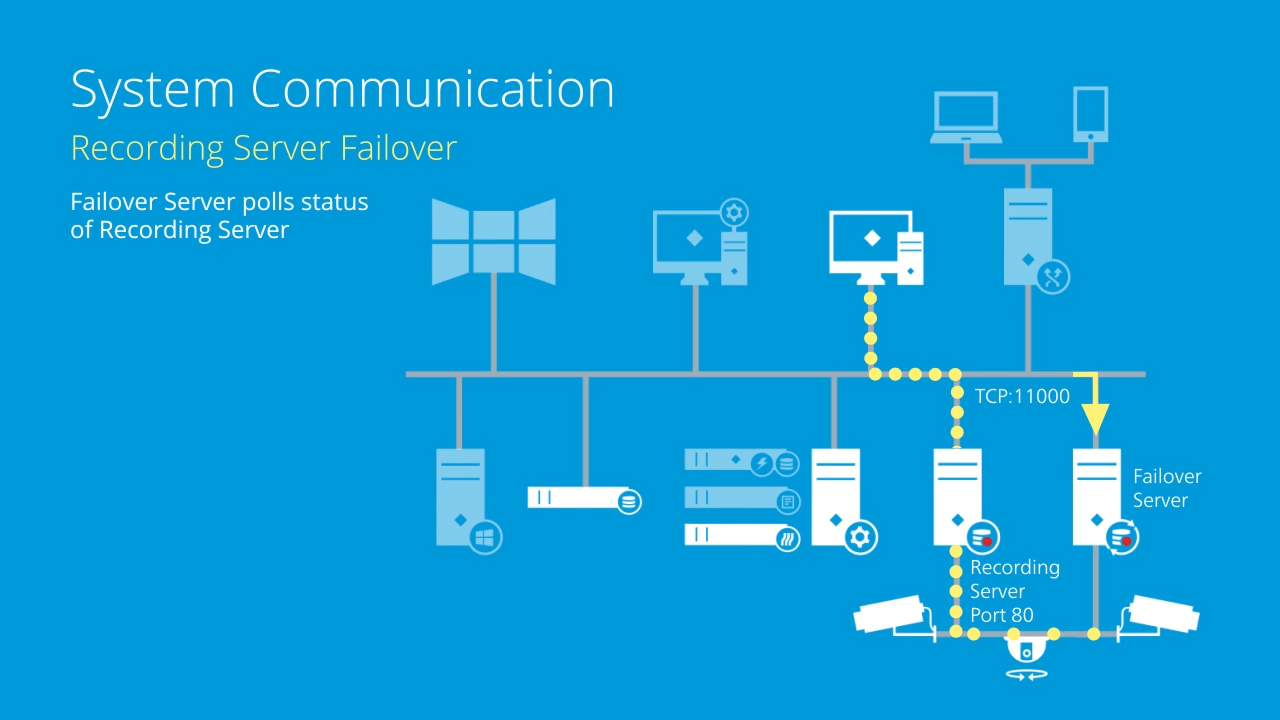 System Communication
Recording Server Failover
Failover Server polls status
of Recording Server
TCP:11000
Failover
Server
Recording
Server
Port 80